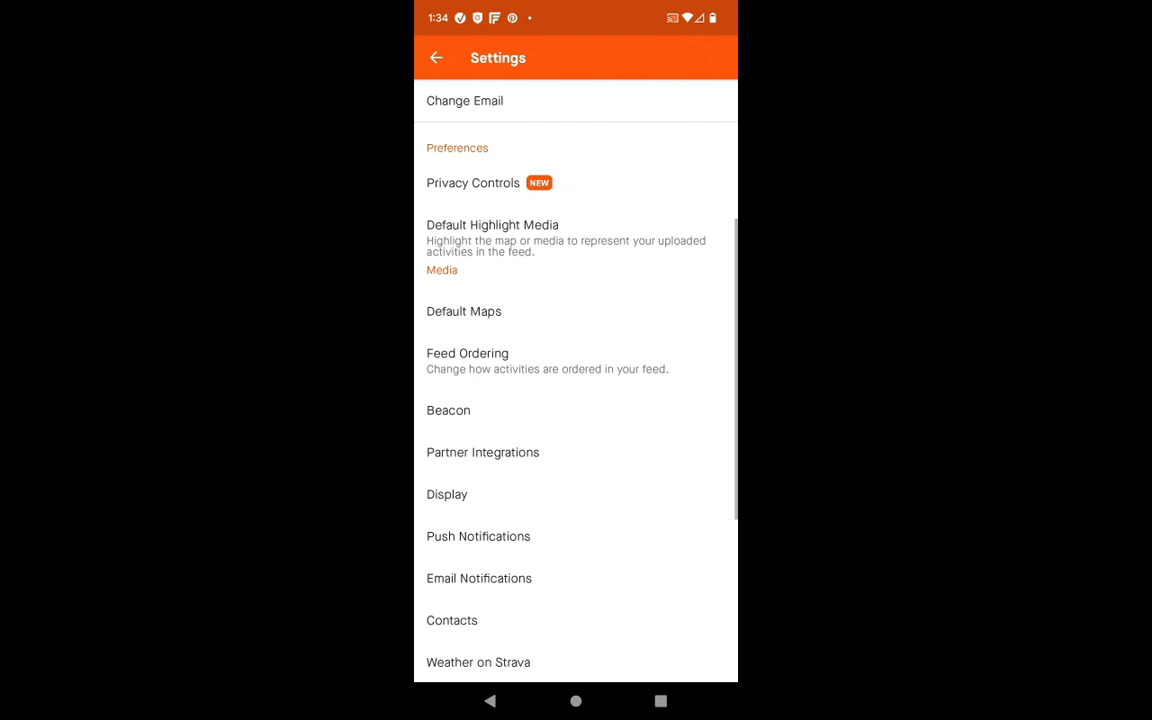 1:34
Settings
Change Email
Preferences
Privacy Controls NEW
Default Highlight Media
Highlight the map or media to represent your uploaded
activities in the feed.
Media
Default Maps
Feed Ordering
Change how activities are ordered in your feed.
Beacon
Partner Integrations
Display
Push Notifications
Email Notifications
Contacts
Weather on Strava